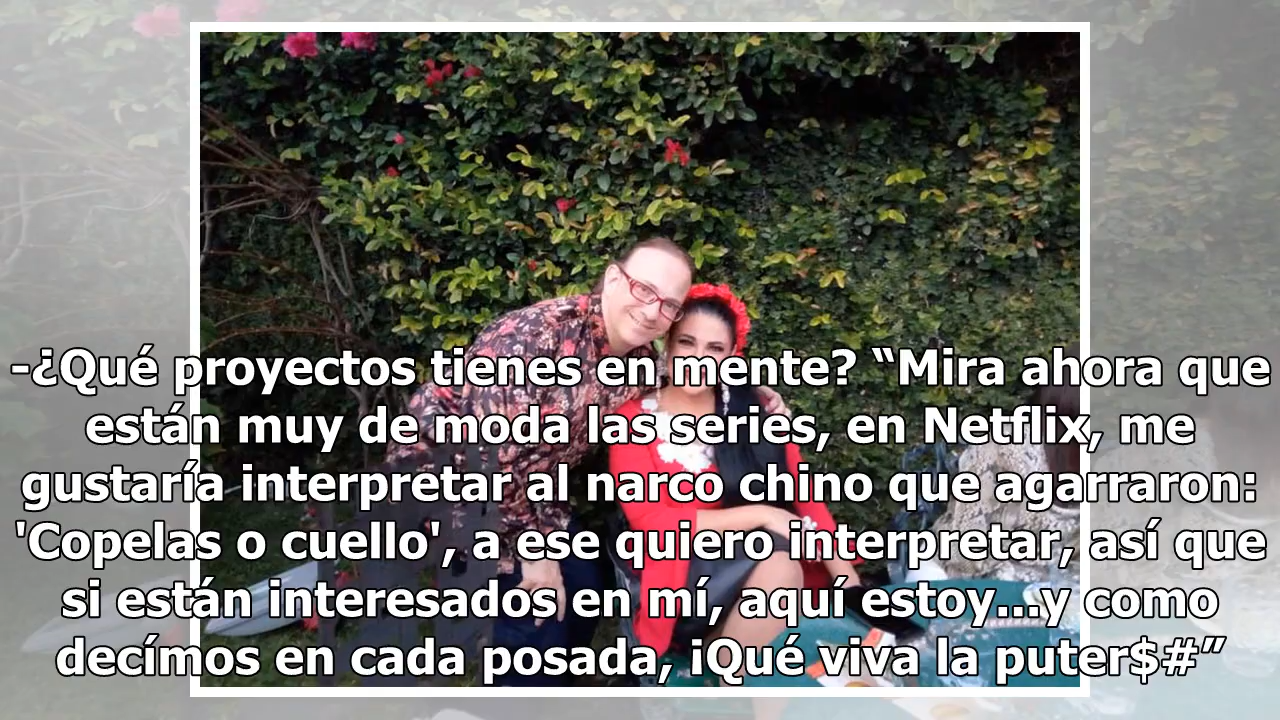 -¿Qué proyectos tienes en mente? “Mira ahora que
están muy de moda las series, en Netflix, me
gustaría interpretar al narco chino que agarraron:
'Copelas o cuello', a ese quiero interpretar, así que
si están interesados en mí, aquí estoy...y como
decímos en cada posada, ¡Qué viva la puter$#”